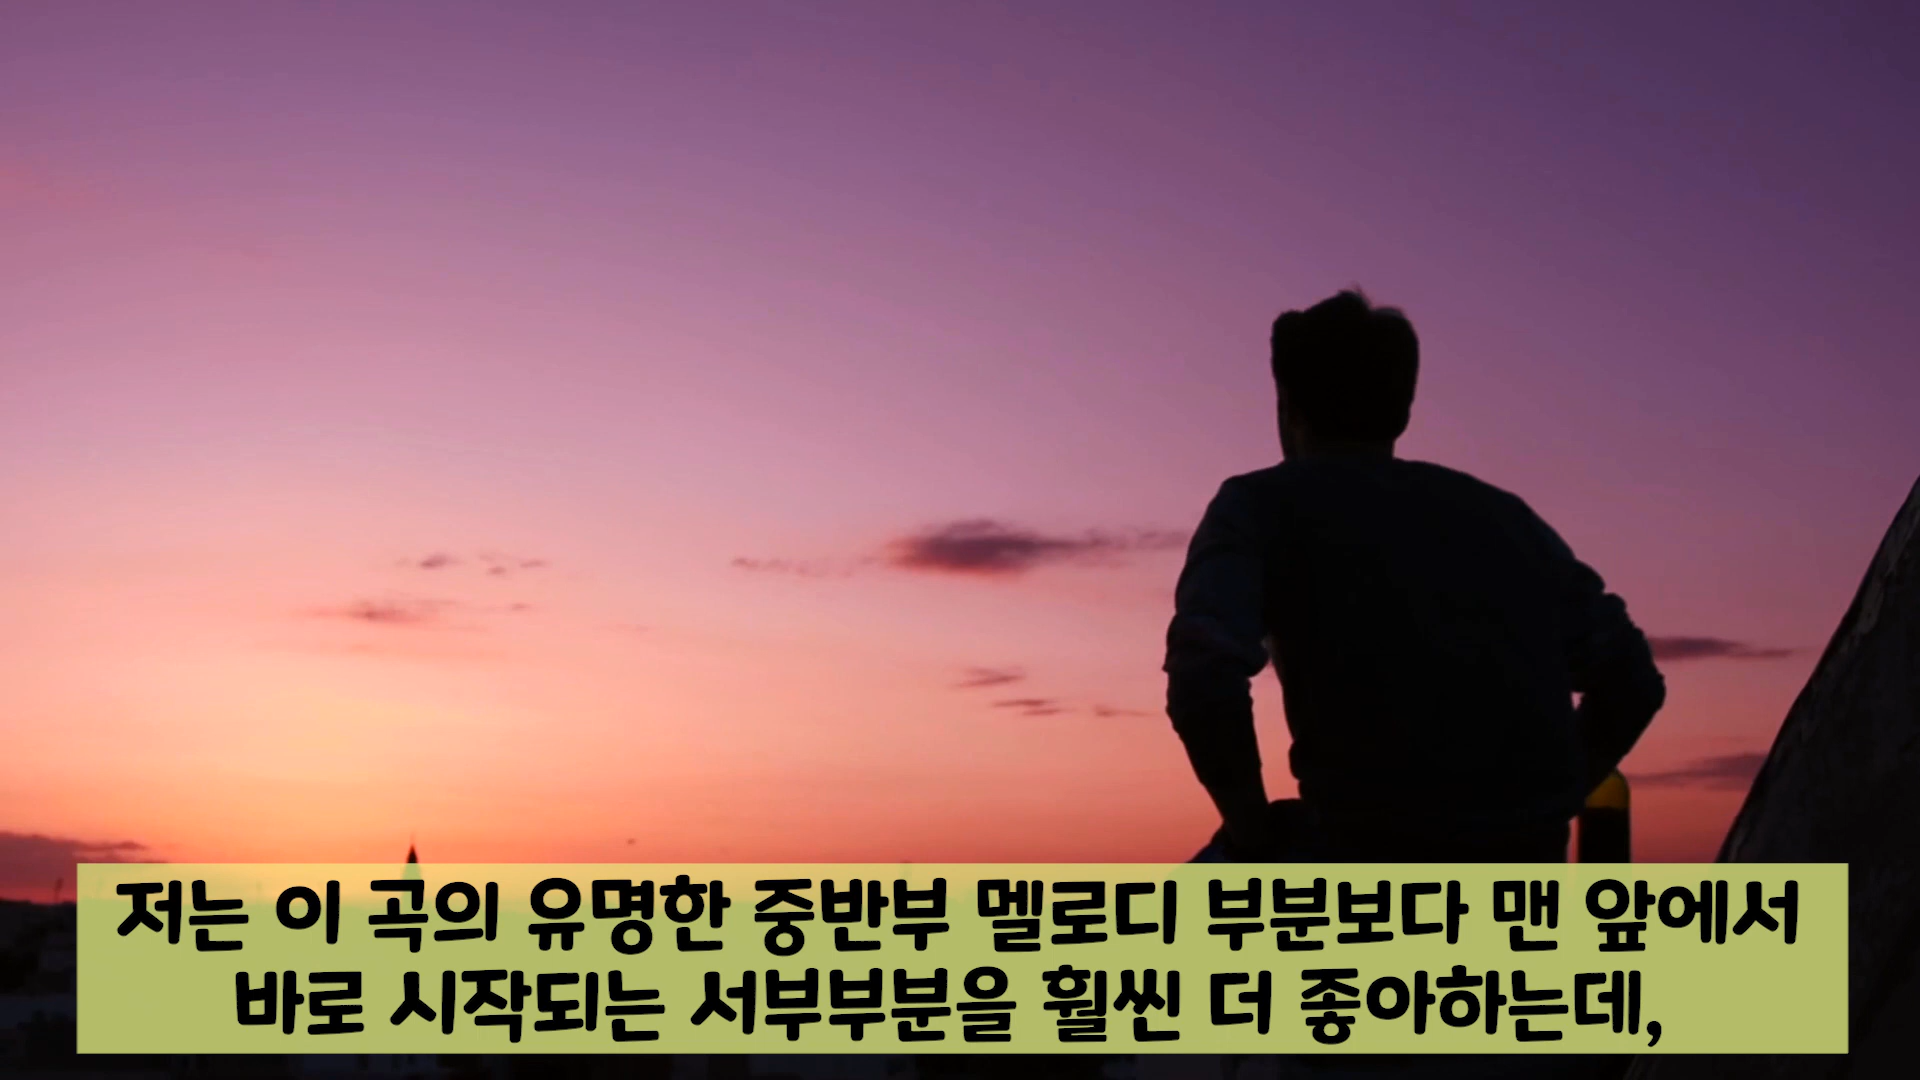 저는 이 곡의 유명한 중반부 멜로디 부분보다 맨 앞에서
바로 시작되는 서부부분을 훨씬 더 좋아하는데,